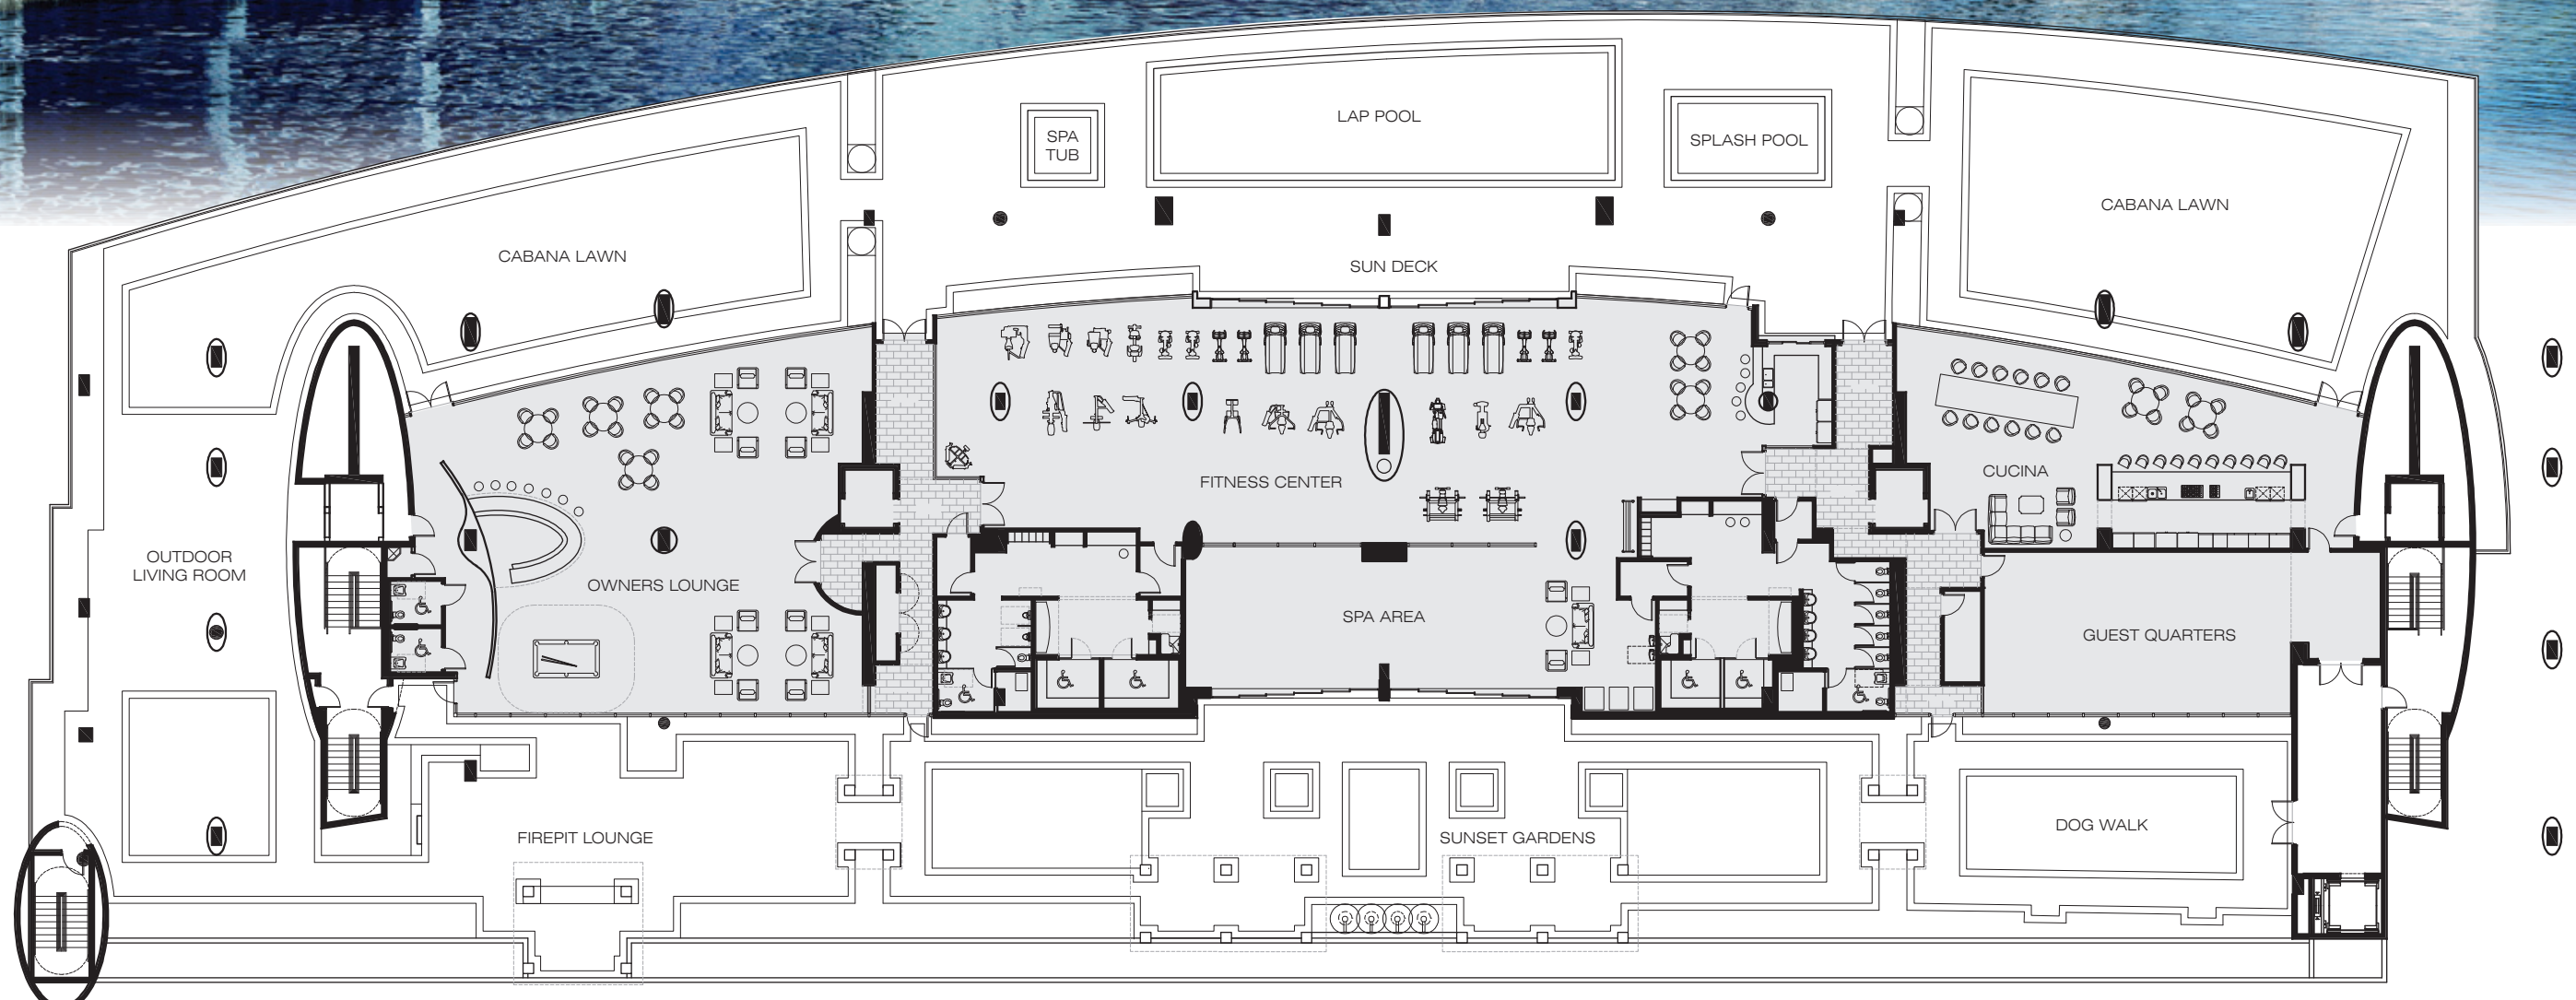 LAP POOL
SPA
TUB
SPLASH POOL
CABANA LAWN
CABANA LAWN
SUN DECK
CUCINA
FITNESS CENTER
OUTDOOR
LIVING ROOM
OWNERS LOUNGE
SPA AREA
GUEST QUARTERS
DOG WALK
FIREPIT LOUNGE
SUNSET GARDENS